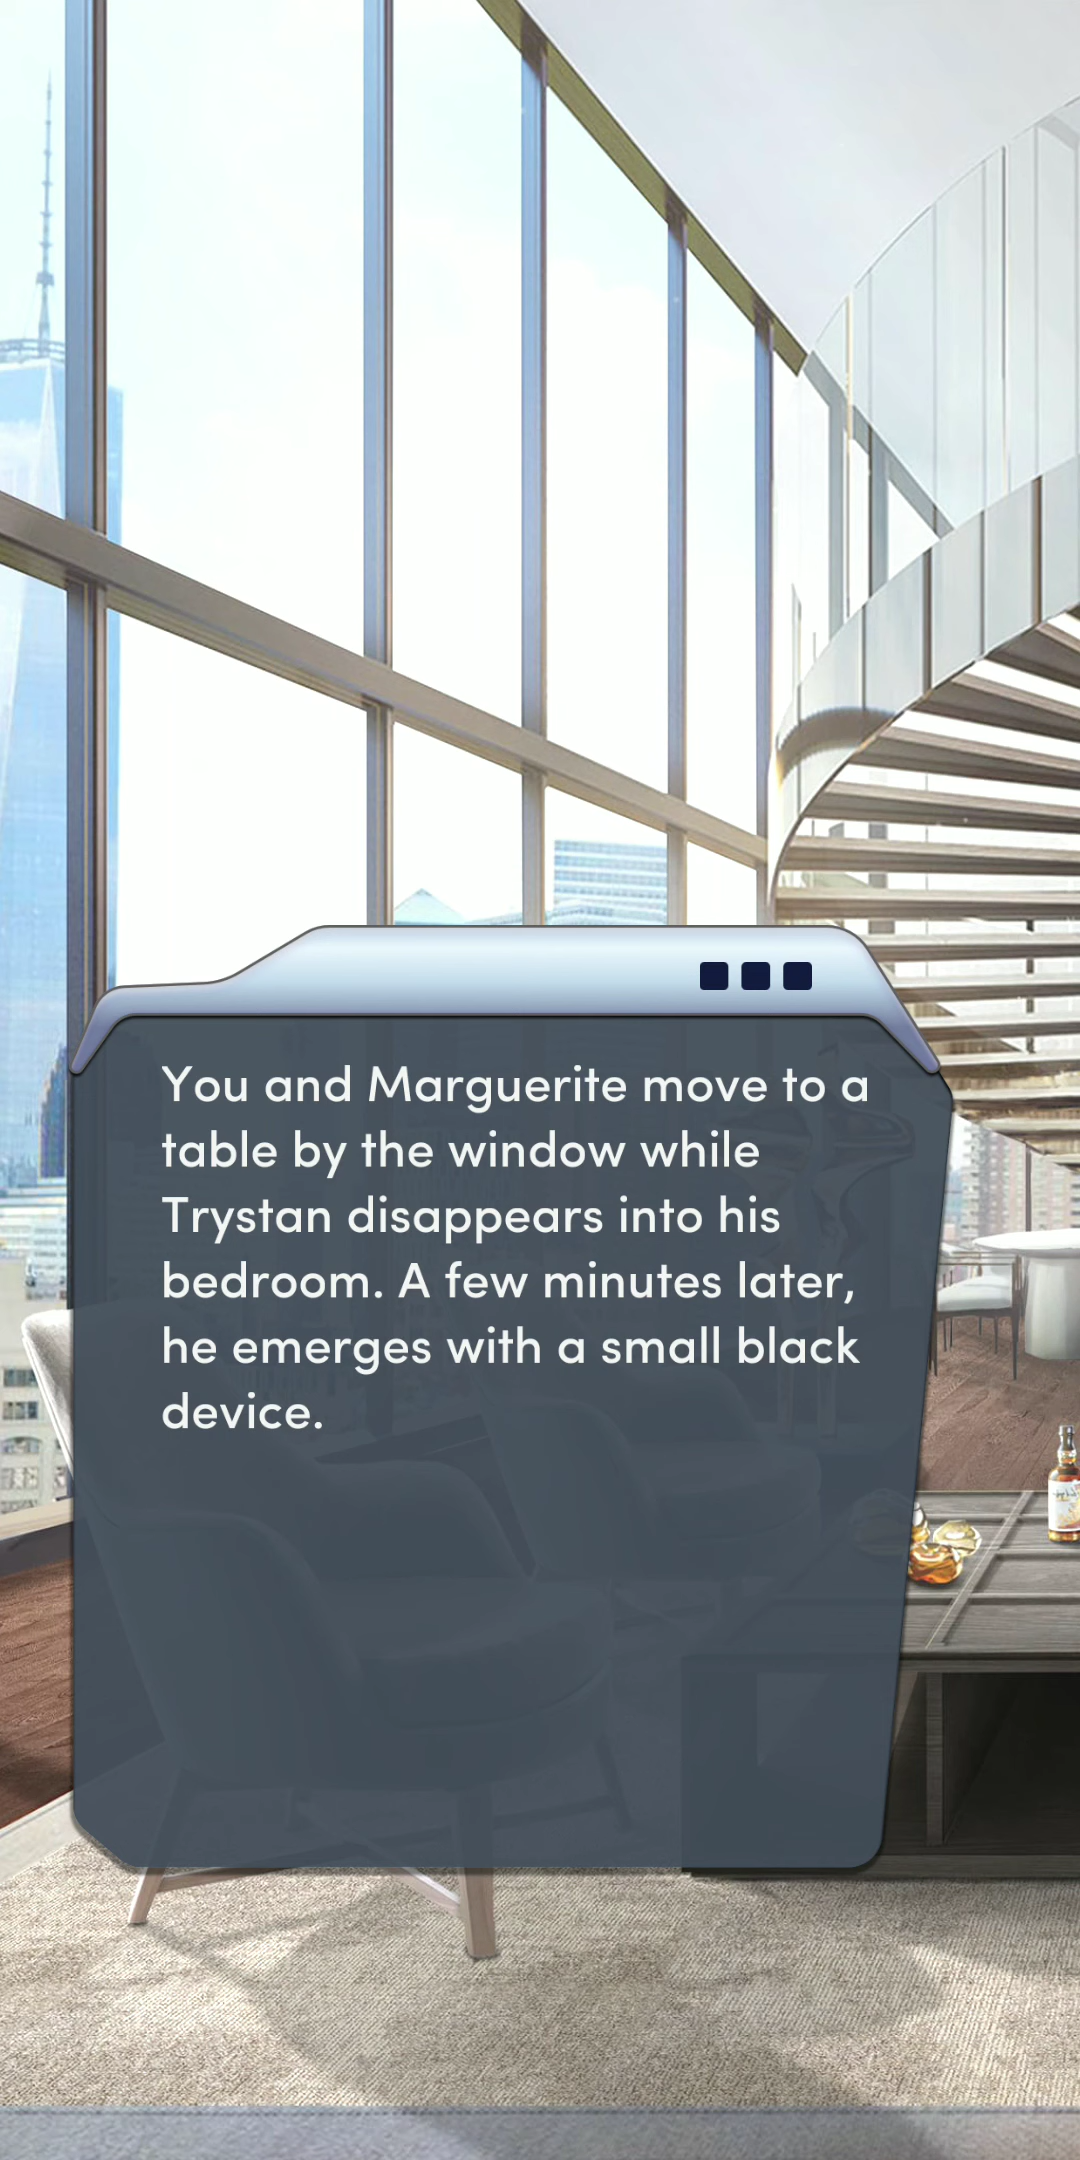 You and Marguerite move to a
table by the window while
Trystan disappears into his
bedroom. A few minutes later,
he emerges with a small black
device.